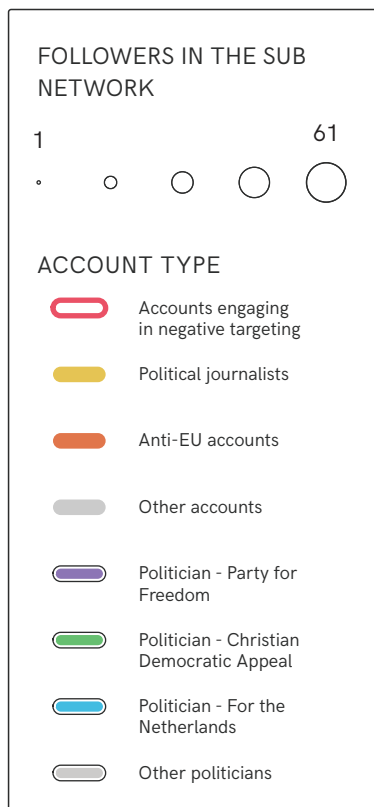 FOLLOWERS IN THE SUB
NETWORK
1
61
ACCOUNT TYPE
Accounts engaging
in negative targeting
Political journalists
Anti-EU accounts
Other accounts
Politician - Party for
Freedom
Politician - Christian
Democratic Appeal
Politician - For the
Netherlands
Other politicians